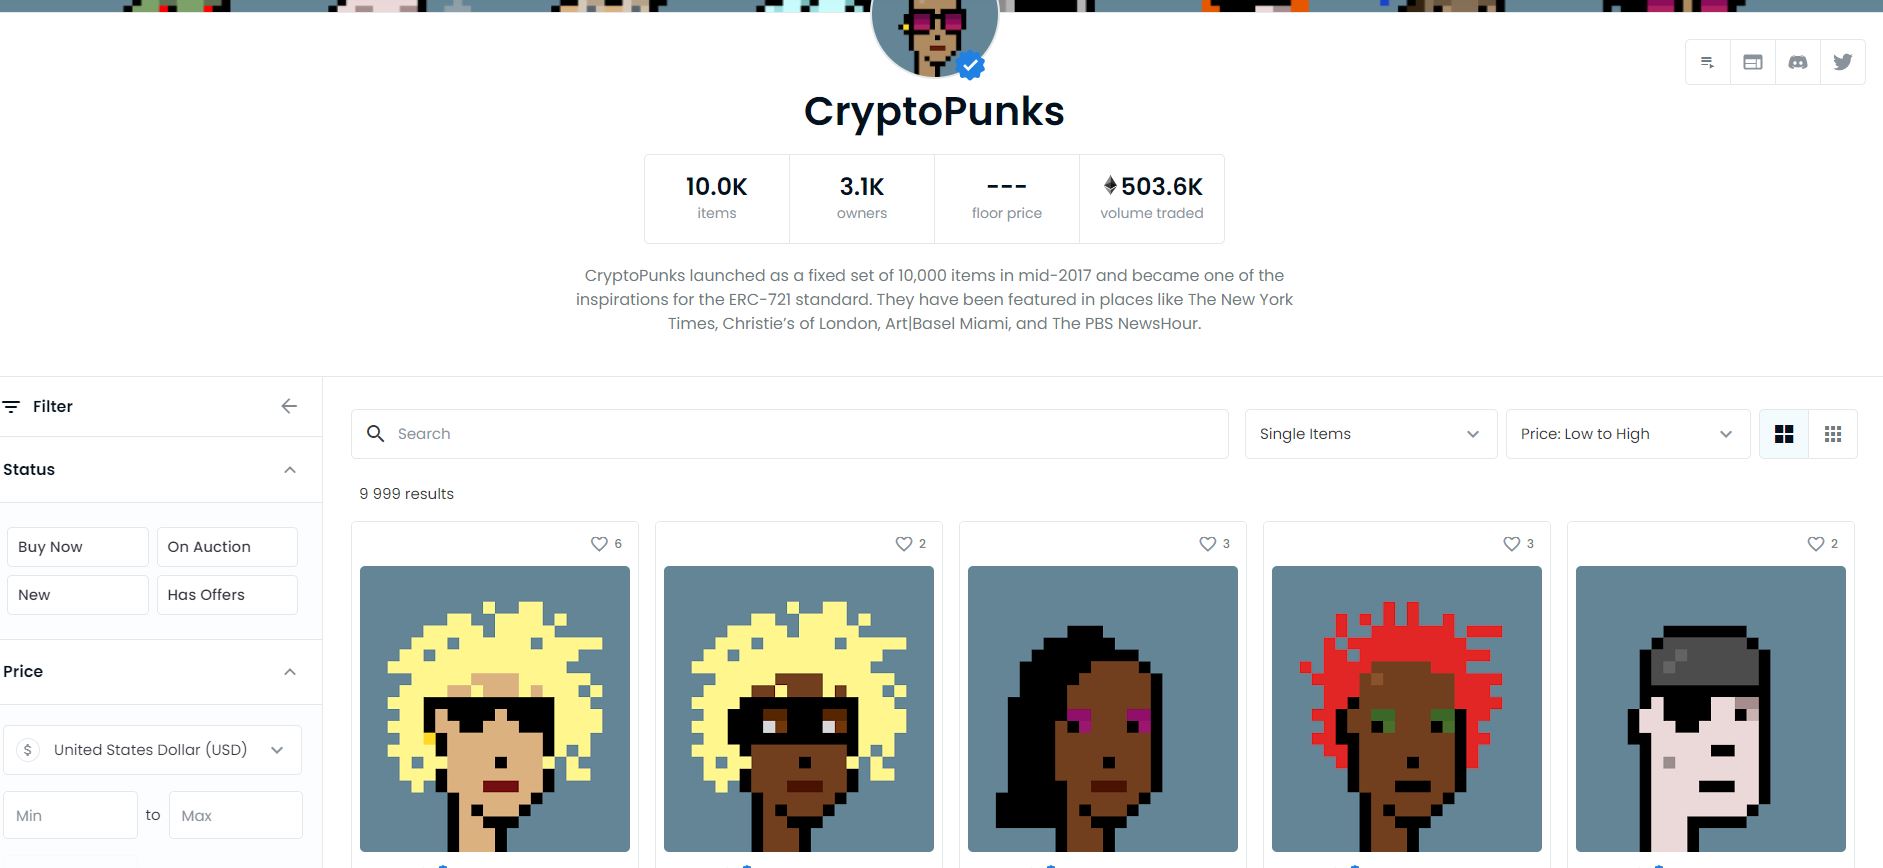 CryptoPunks
10.0K
items
3.1K
owners
---
floor price
503.6K
volume traded
CryptoPunks launched as a fixed set of 10,000 items in mid-2017 and became one of the
inspirations for the ERC-721 standard. They have been featured in places like The New York
Times, Christie’s of London, Art|Basel Miami, and The PBS NewsHour.
Filter
Status
Buy Now
On Auction
New
Has Offers
Price
$ United States Dollar (USD)
Min to Max
Search
Single Items
Price: Low to High
9 999 results
6
2
3
3
2